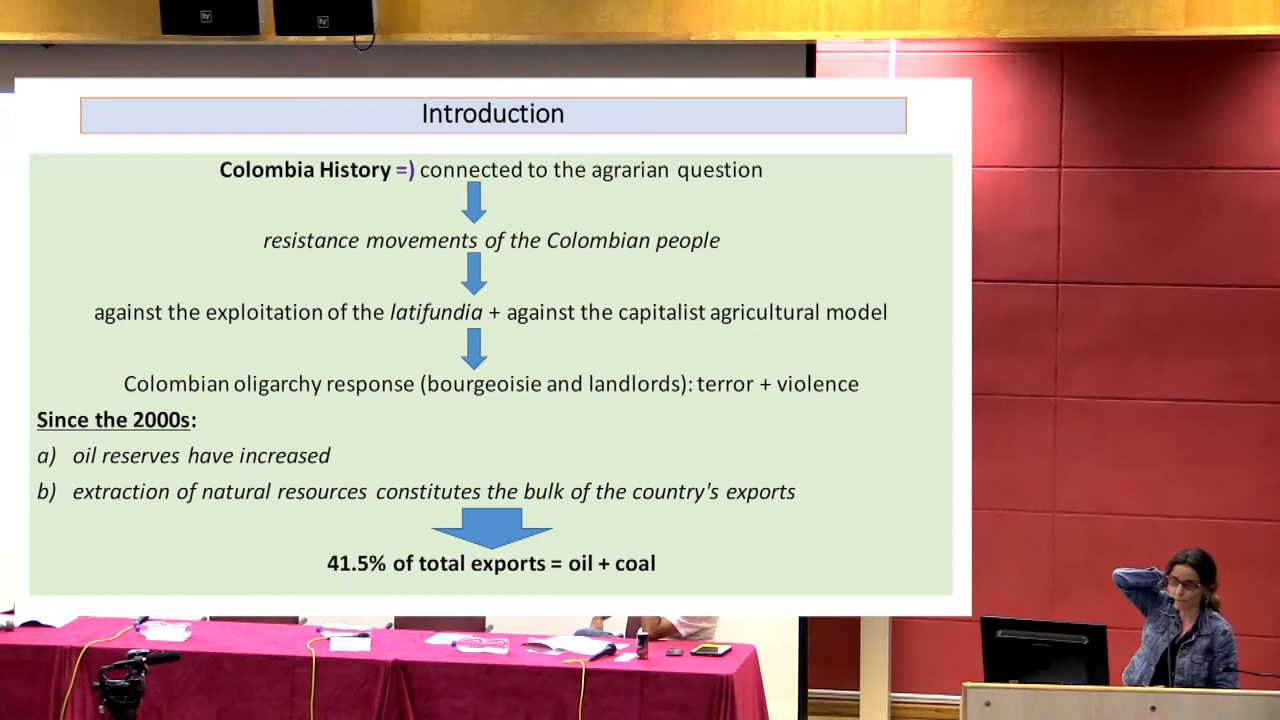 Introduction
Colombia History =) connected to the agrarian question
resistance movements of the Colombian people
against the exploitation of the latifundia + against the capitalist agricultural model
Colombian oligarchy response (bourgeoisie and landlords): terror + violence
Since the 2000s:
a) oil reserves have increased
b) extraction of natural resources constitutes the bulk of the country's exports
41.5% of total exports = oil + coal